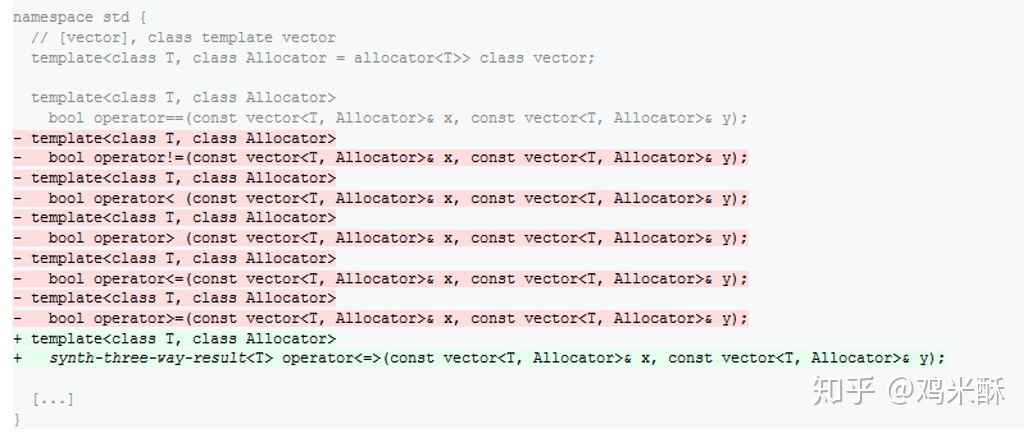 namespace std {
  // [vector], class template vector
  template<class T, class Allocator = allocator<T>> class vector;

  template<class T, class Allocator>
    bool operator==(const vector<T, Allocator>& x, const vector<T, Allocator>& y);
- template<class T, class Allocator>
-   bool operator!=(const vector<T, Allocator>& x, const vector<T, Allocator>& y);
- template<class T, class Allocator>
-   bool operator< (const vector<T, Allocator>& x, const vector<T, Allocator>& y);
- template<class T, class Allocator>
-   bool operator> (const vector<T, Allocator>& x, const vector<T, Allocator>& y);
- template<class T, class Allocator>
-   bool operator<=(const vector<T, Allocator>& x, const vector<T, Allocator>& y);
- template<class T, class Allocator>
-   bool operator>=(const vector<T, Allocator>& x, const vector<T, Allocator>& y);
+ template<class T, class Allocator>
+   synth-three-way-result<T> operator<=>(const vector<T, Allocator>& x, const vector<T, Allocator>& y);

  [...]
}
知乎 @鸡米酥